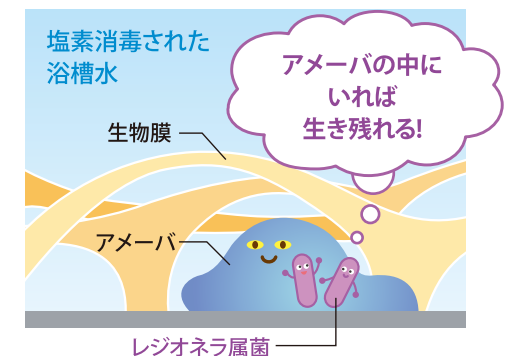 塩素消毒された
浴槽水
アメーバの中に
いれば
生き残れる!
生物膜
アメーバ
レジオネラ属菌